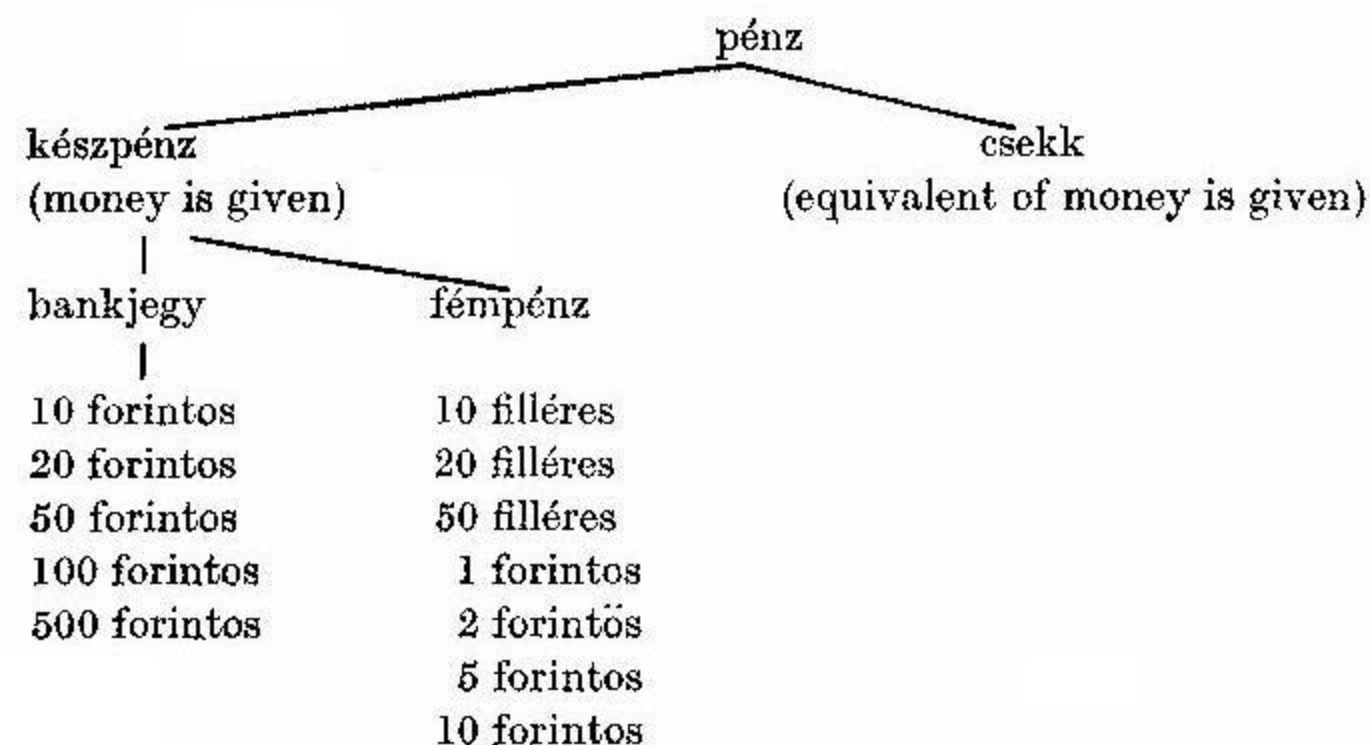 pénz
készpénz csekk
(money is given) (equivalent of money is given)
bankjegy fémpénz
10 forintos 10 filléres
20 forintos 20 filléres
50 forintos 50 filléres
100 forintos 1 forintos
500 forintos 2 forintös
5 forintos
10 forintos